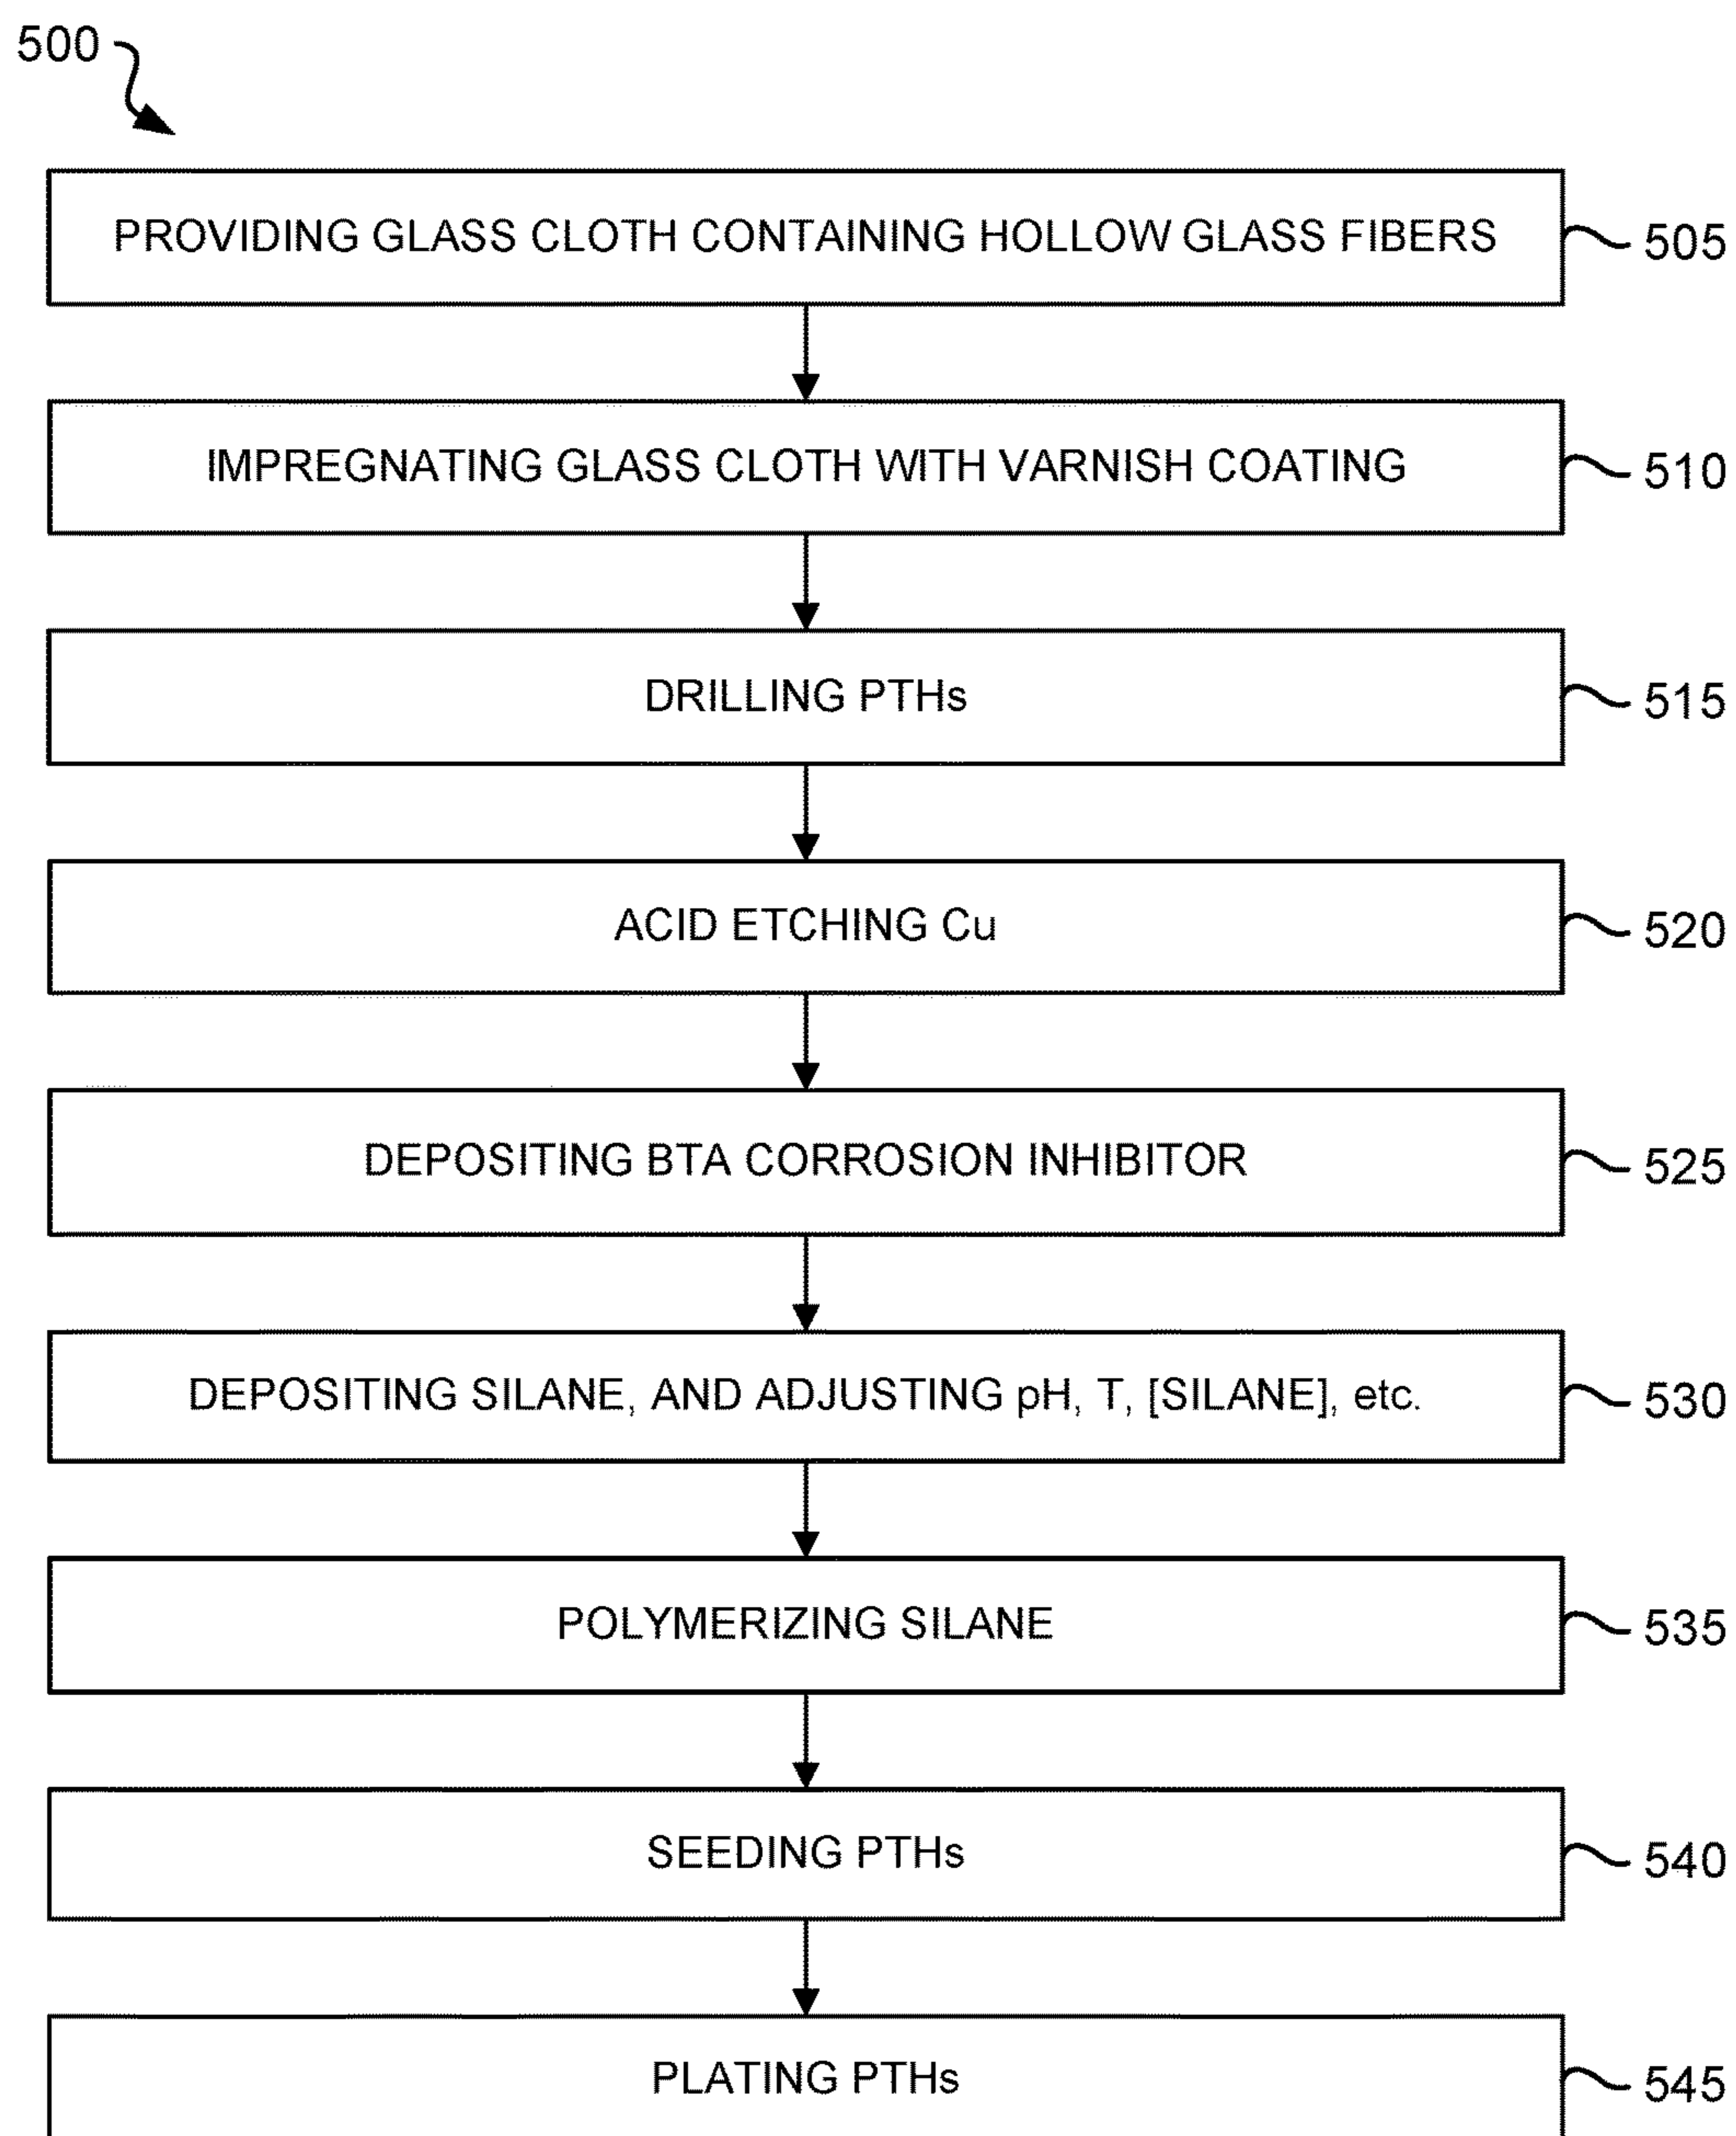 500
PROVIDING GLASS CLOTH CONTAINING HOLLOW GLASS FIBERS 505
IMPREGNATING GLASS CLOTH WITH VARNISH COATING 510
DRILLING PTHs 515
ACID ETCHING Cu 520
DEPOSITING BTA CORROSION INHIBITOR 525
DEPOSITING SILANE, AND ADJUSTING pH, T, [SILANE], etc. 530
POLYMERIZING SILANE 535
SEEDING PTHs 540
PLATING PTHs 545